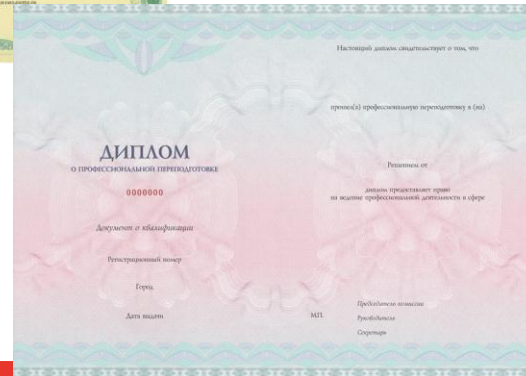 ДИПЛОМ
О ПРОФЕССИОНАЛЬНОЙ ПЕРЕПОДГОТОВКЕ
0000000
Документ о квалификации
Регистрационный номер
Город
Дата выдачи
Настоящий диплом свидетельствует о том, что
прошел(а) профессиональную переподготовку в (на)
Решением от
диплом предоставляет право
на ведение профессиональной деятельности в сфере
М.П.
Председатель комиссии
Руководитель
Секретарь